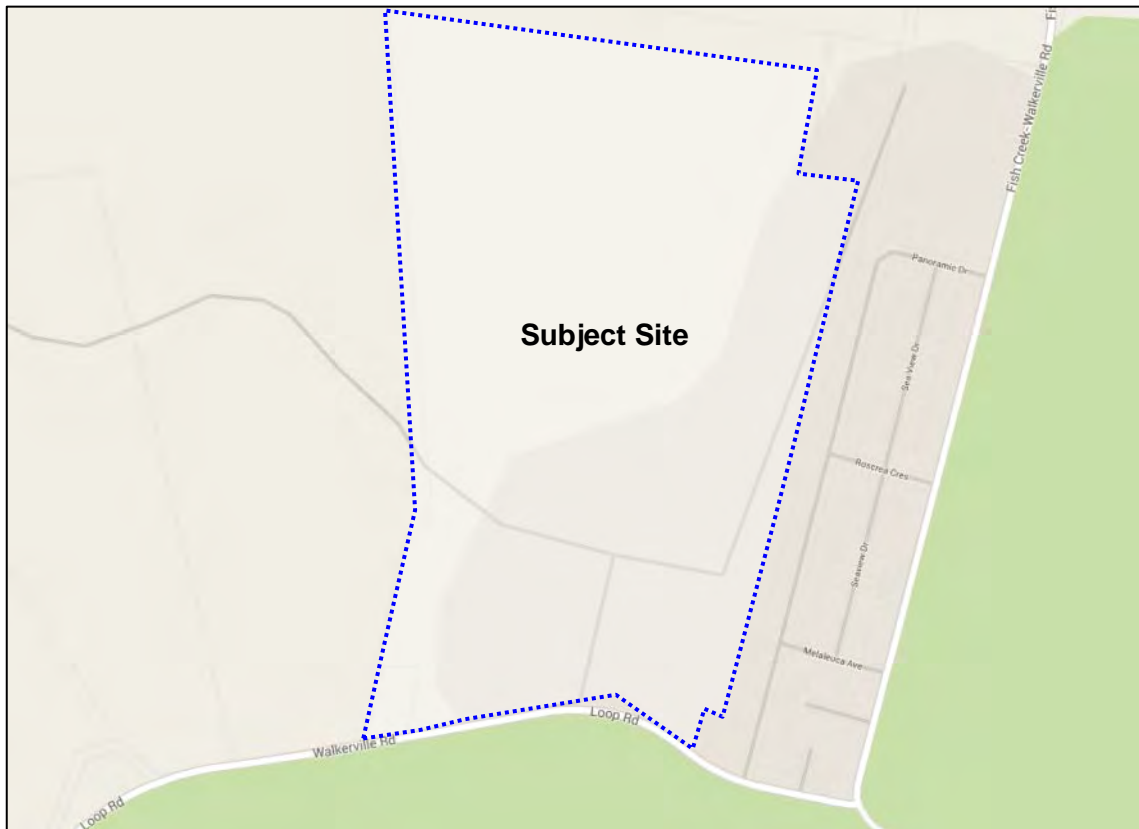 Fis
Fish Creek-Walkerville Rd
Panoramic Dr
Sea View Dr
Subject Site
Roscrea Cres
Seaview Dr
Melaleuca Ave
Loop Rd
Walkerville Rd
Loop Rd